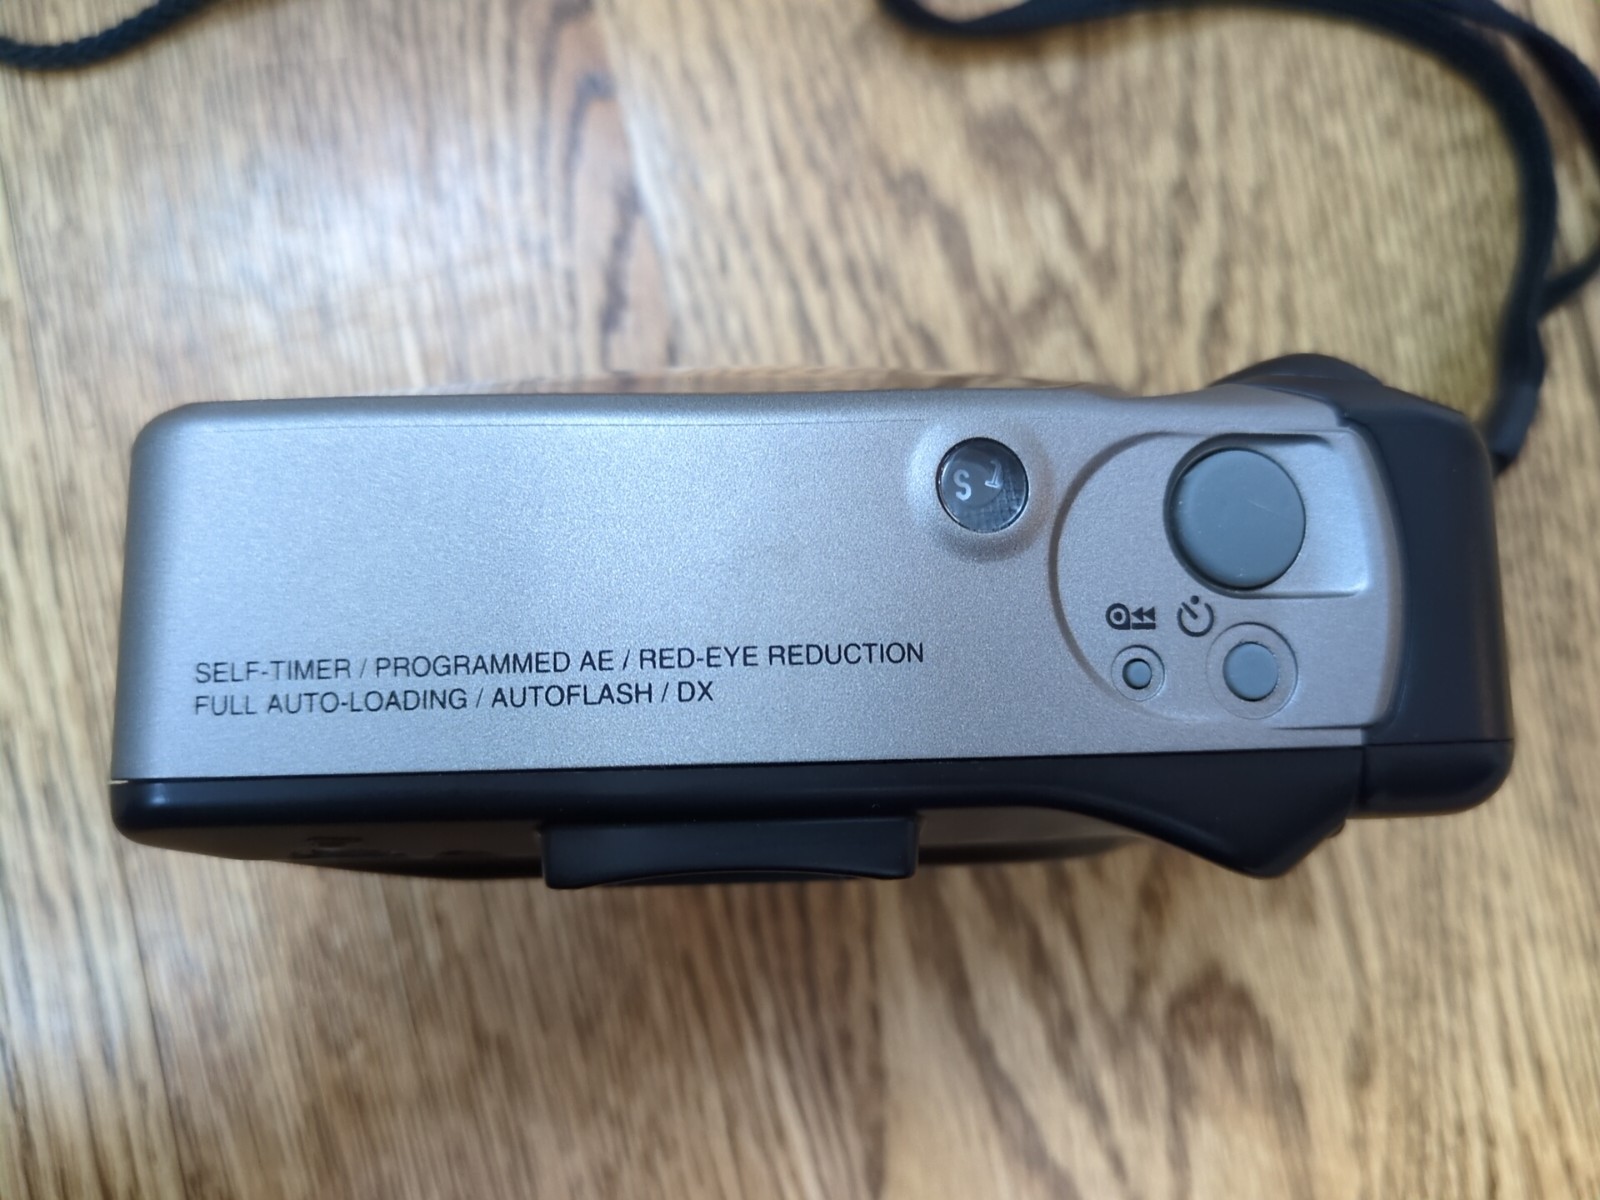 S
SELF-TIMER / PROGRAMMED AE / RED-EYE REDUCTION
FULL AUTO-LOADING / AUTOFLASH / DX